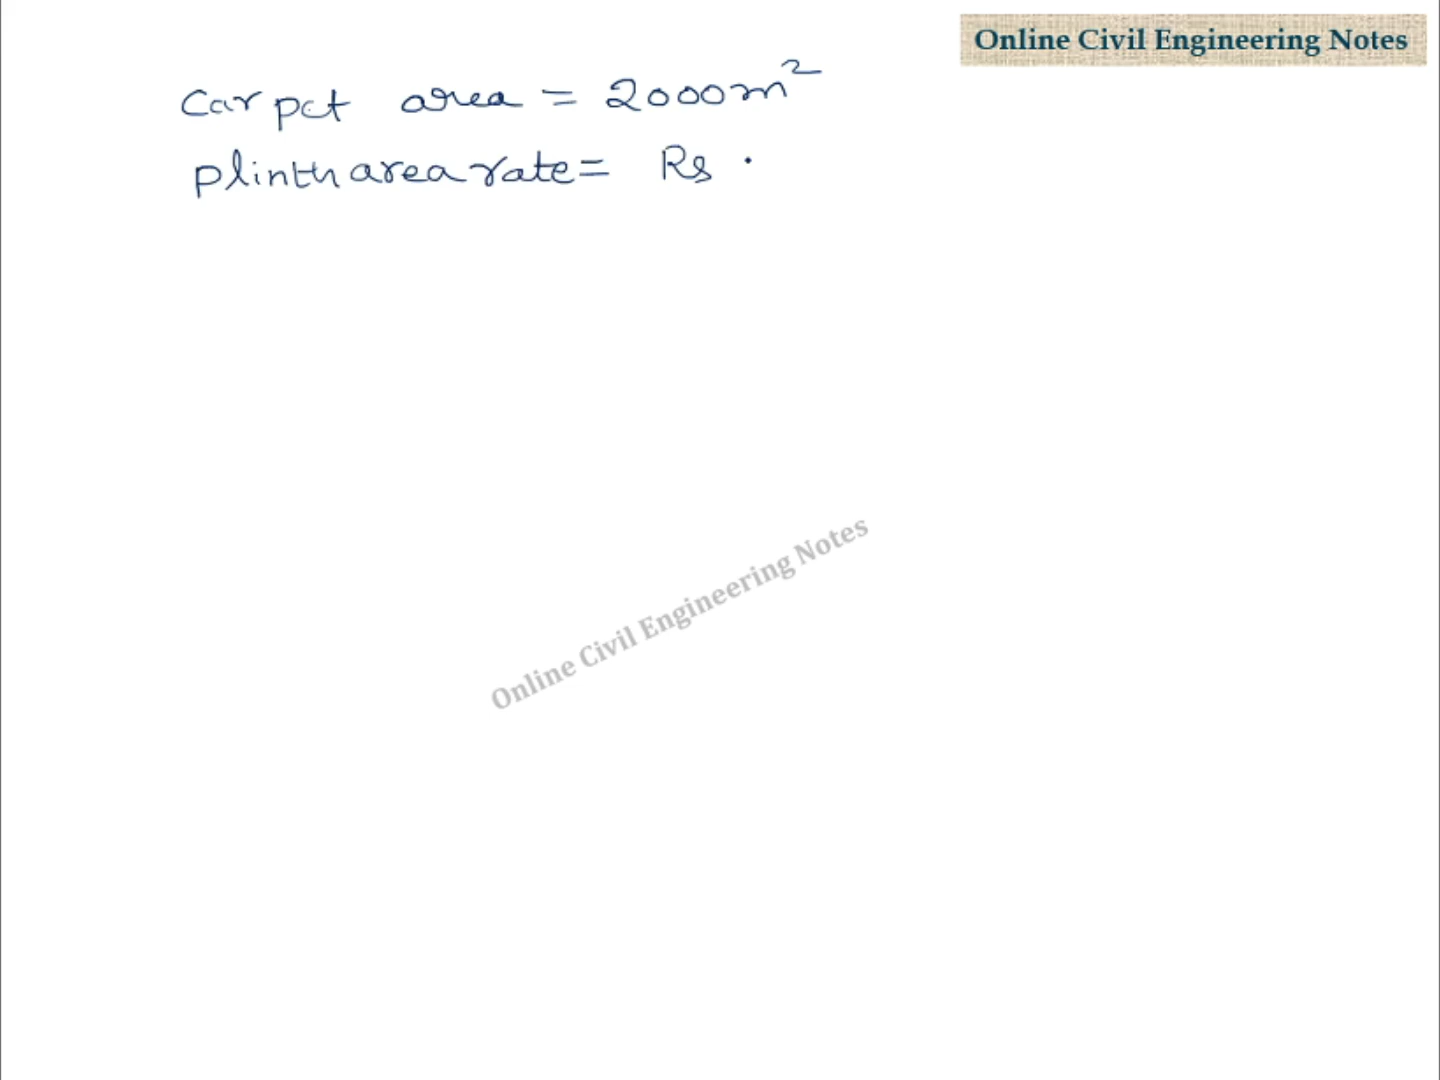 Online Civil Engineering Notes
Carpet area = 2000m²
plinth area rate = Rs .
Online Civil Engineering Notes